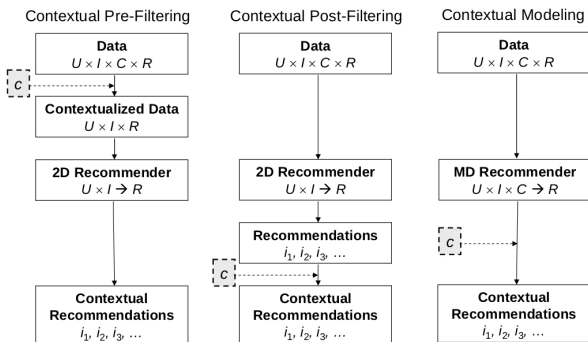 Contextual Pre-Filtering
Data
U × I × C × R
c
Contextualized Data
U × I × R
2D Recommender
U × I → R
Contextual
Recommendations
i₁, i₂, i₃, …
Contextual Post-Filtering
Data
U × I × C × R
2D Recommender
U × I → R
Recommendations
i₁, i₂, i₃, …
c
Contextual
Recommendations
i₁, i₂, i₃, …
Contextual Modeling
Data
U × I × C × R
MD Recommender
U × I × C → R
c
Contextual
Recommendations
i₁, i₂, i₃, …